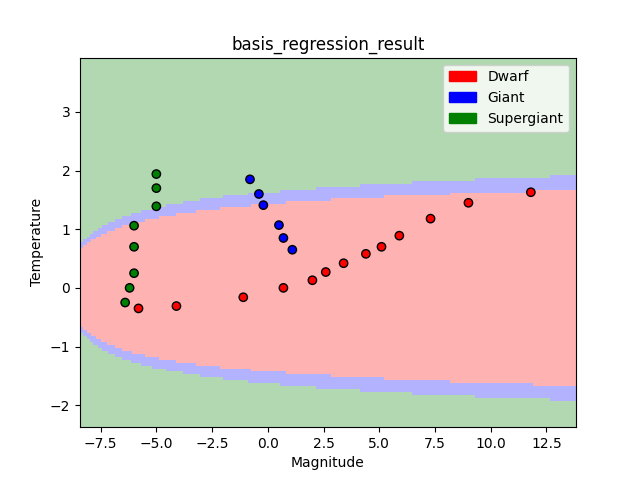 basis_regression_result
Dwarf
Giant
Supergiant
3
2
1
0
−1
−2
Temperature
−7.5 −5.0 −2.5 0.0 2.5 5.0 7.5 10.0 12.5
Magnitude